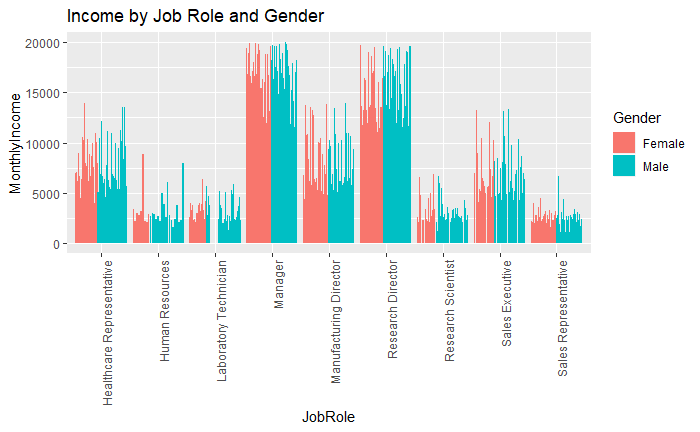 Income by Job Role and Gender
MonthlyIncome
20000
15000
10000
5000
0
Healthcare Representative
Human Resources
Laboratory Technician
Manager
Manufacturing Director
Research Director
Research Scientist
Sales Executive
Sales Representative
JobRole
Gender
Female
Male